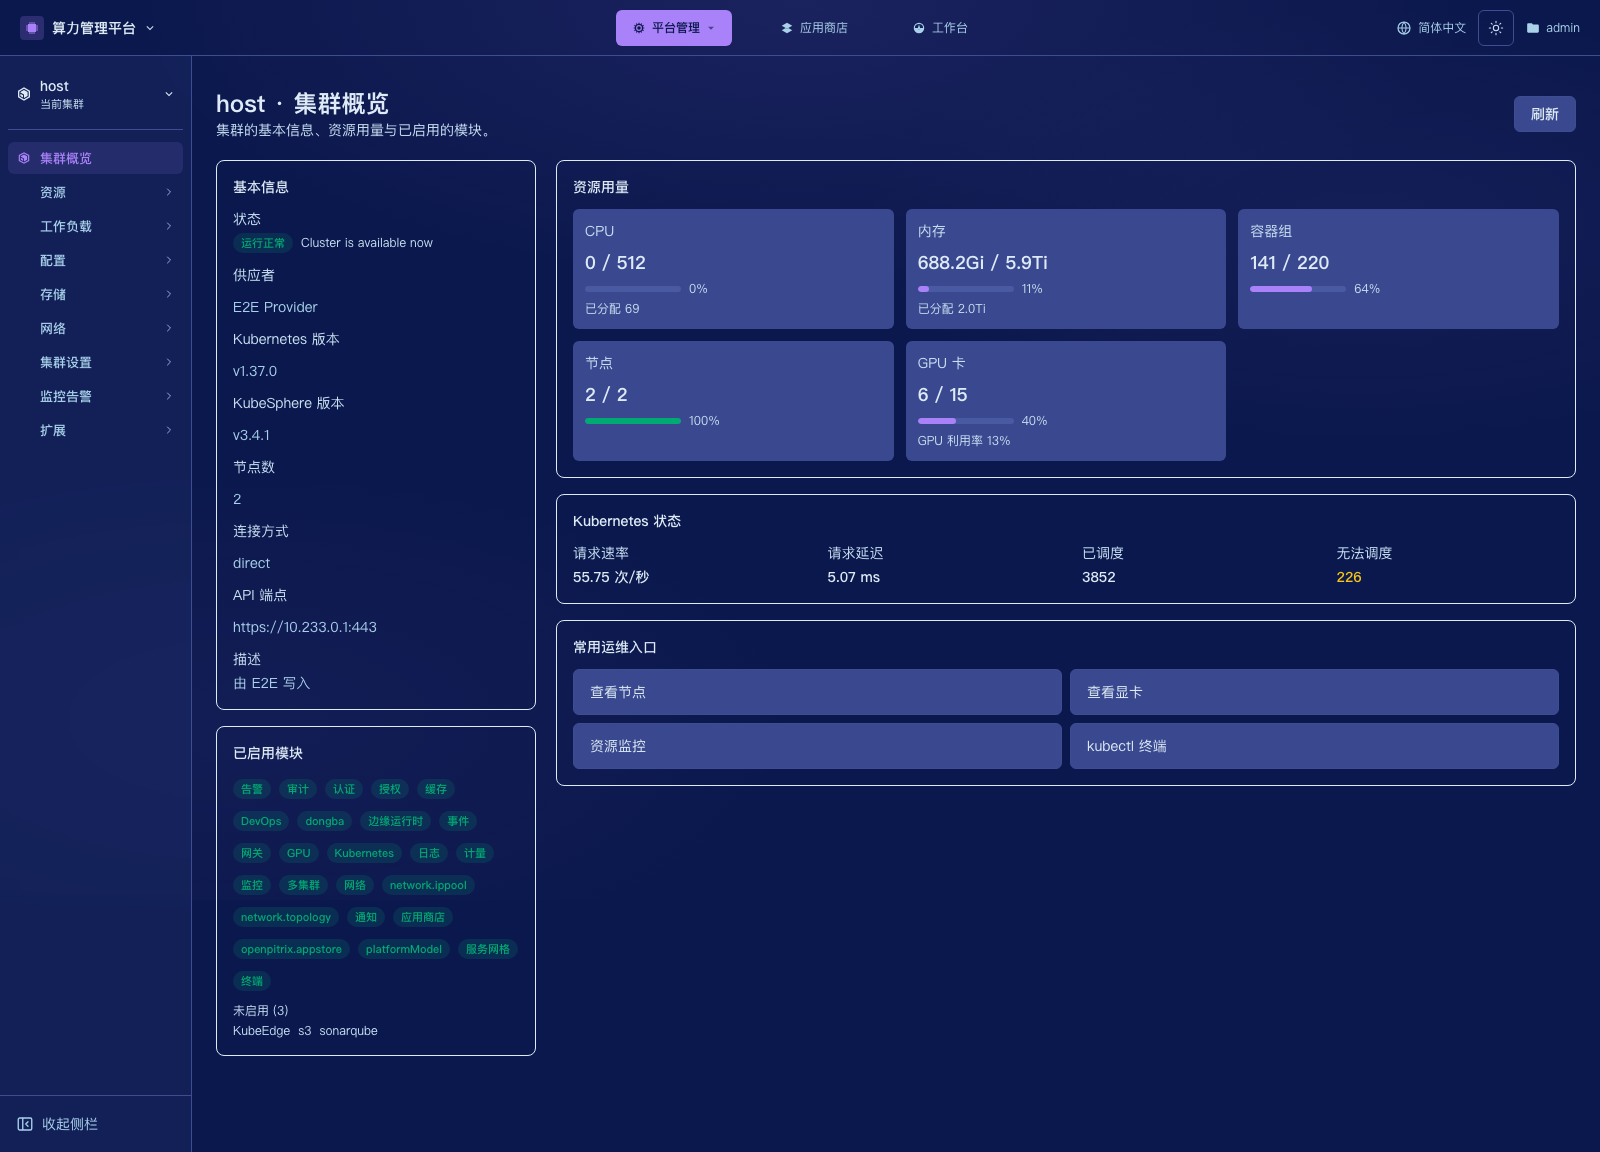 算力管理平台
平台管理
应用商店
工作台
简体中文
admin
host
当前集群
集群概览
资源
工作负载
配置
存储
网络
集群设置
监控告警
扩展
收起侧栏
host · 集群概览
集群的基本信息、资源用量与已启用的模块。
刷新
基本信息
状态
运行正常 Cluster is available now
供应者
E2E Provider
Kubernetes 版本
v1.37.0
KubeSphere 版本
v3.4.1
节点数
2
连接方式
direct
API 端点
https://10.233.0.1:443
描述
由 E2E 写入
已启用模块
告警 审计 认证 授权 缓存
DevOps dongba 边缘运行时 事件
网关 GPU Kubernetes 日志 计量
监控 多集群 网络 network.ippool
network.topology 通知 应用商店
openpitrix.appstore platformModel 服务网格
终端
未启用 (3)
KubeEdge s3 sonarqube
资源用量
CPU
0 / 512
0%
已分配 69
内存
688.2Gi / 5.9Ti
11%
已分配 2.0Ti
容器组
141 / 220
64%
节点
2 / 2
100%
GPU 卡
6 / 15
40%
GPU 利用率 13%
Kubernetes 状态
请求速率
55.75 次/秒
请求延迟
5.07 ms
已调度
3852
无法调度
226
常用运维入口
查看节点
查看显卡
资源监控
kubectl 终端